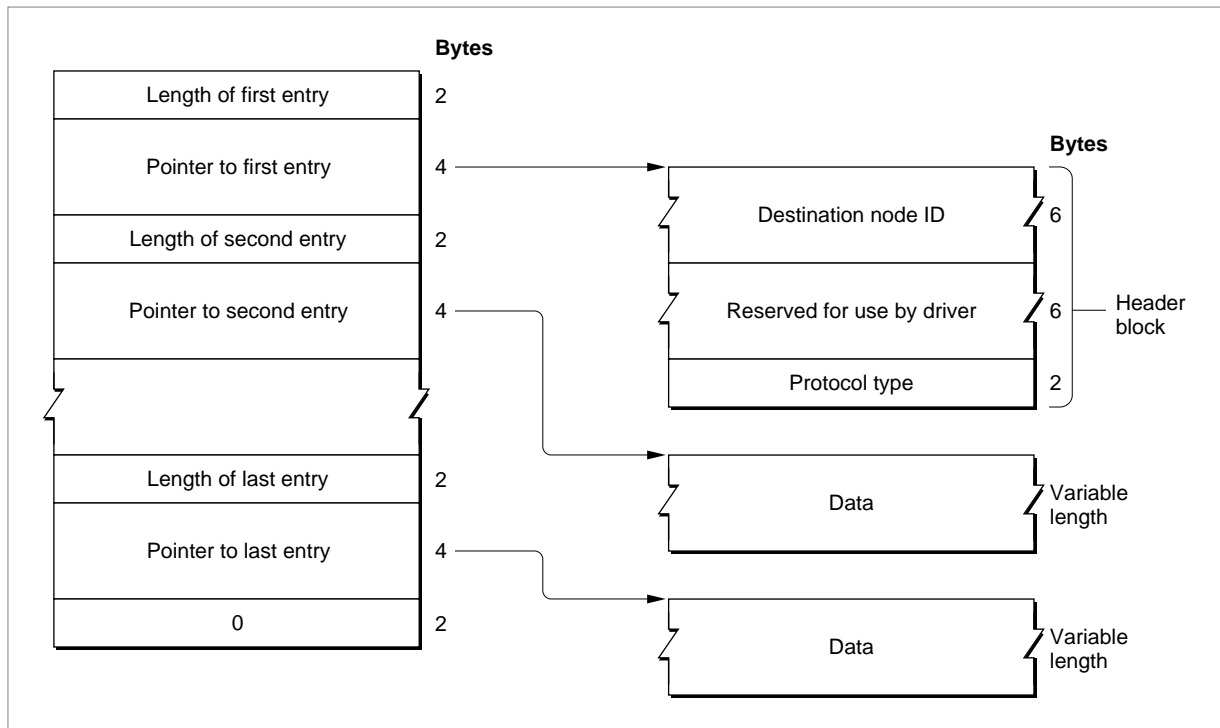 Bytes
Length of first entry
2
Pointer to first entry
4
Length of second entry
2
Pointer to second entry
4
Length of last entry
2
Pointer to last entry
4
0
2
Bytes
Destination node ID
6
Reserved for use by driver
6
Protocol type
2
Header
block
Data
Variable
length
Data
Variable
length